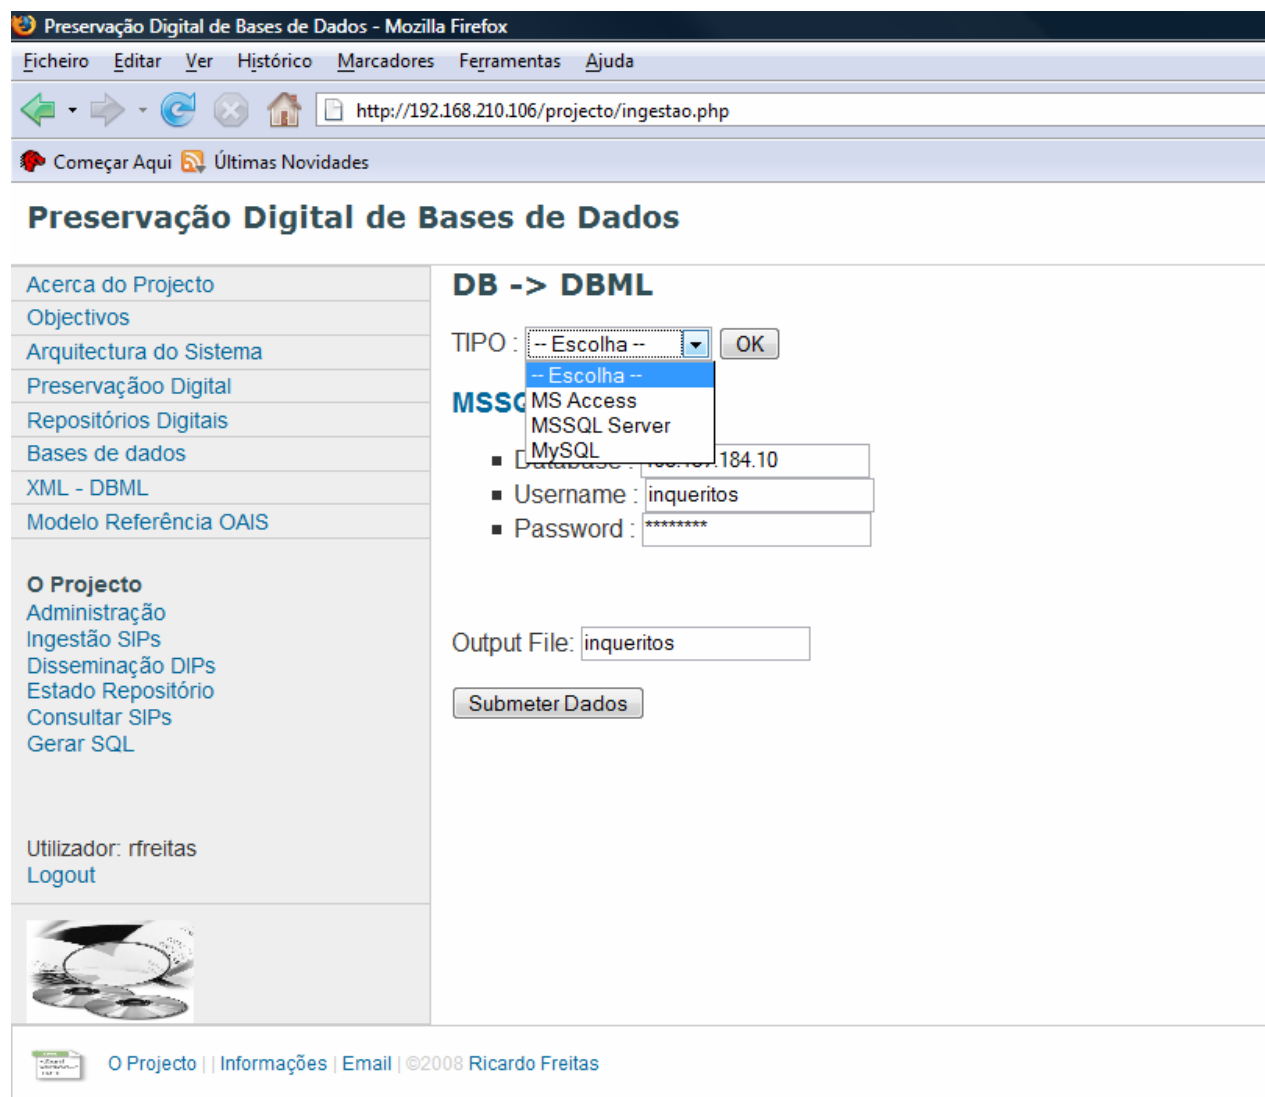 Preservação Digital de Bases de Dados - Mozilla Firefox
Ficheiro Editar Ver Histórico Marcadores Ferramentas Ajuda
http://192.168.210.106/projecto/ingestao.php
Começar Aqui Últimas Novidades
Preservação Digital de Bases de Dados
Acerca do Projecto
Objectivos
Arquitectura do Sistema
Preservaçãoo Digital
Repositórios Digitais
Bases de dados
XML - DBML
Modelo Referência OAIS
O Projecto
Administração
Ingestão SIPs
Disseminação DIPs
Estado Repositório
Consultar SIPs
Gerar SQL
Utilizador: rfreitas
Logout
DB -> DBML
TIPO : -- Escolha -- OK
-- Escolha --
MS Access
MSSQL Server
MySQL
Database : .184.10
Username : inqueritos
Password : ********
Output File: inqueritos
Submeter Dados
O Projecto | | Informações | Email | ©2008 Ricardo Freitas